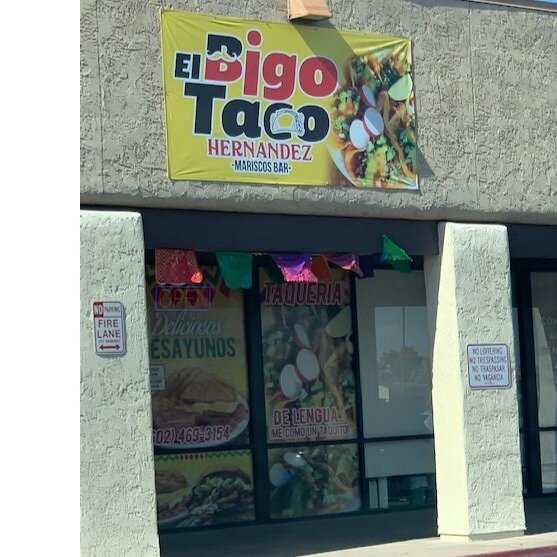 El Bigo
Taco
HERNANDEZ
-MARISCOS BAR-
OPEN
Deliciosos
ESAYUNOS
602) 469-3154
TAQUERIA
DE LENGUA
ME COMO UN TAQUITO
NO PARKING
FIRE
LANE
NO LOITERING
NO TRESPASSING
NO TRASPASAR
NO VAGANCIA